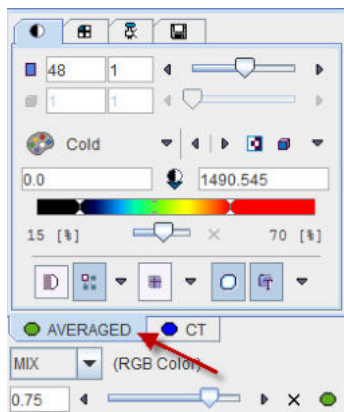 48 1
1 1
Cold
0.0 1490.545
15 [%] 70 [%]
AVERAGED CT
MIX (RGB Color)
0.75